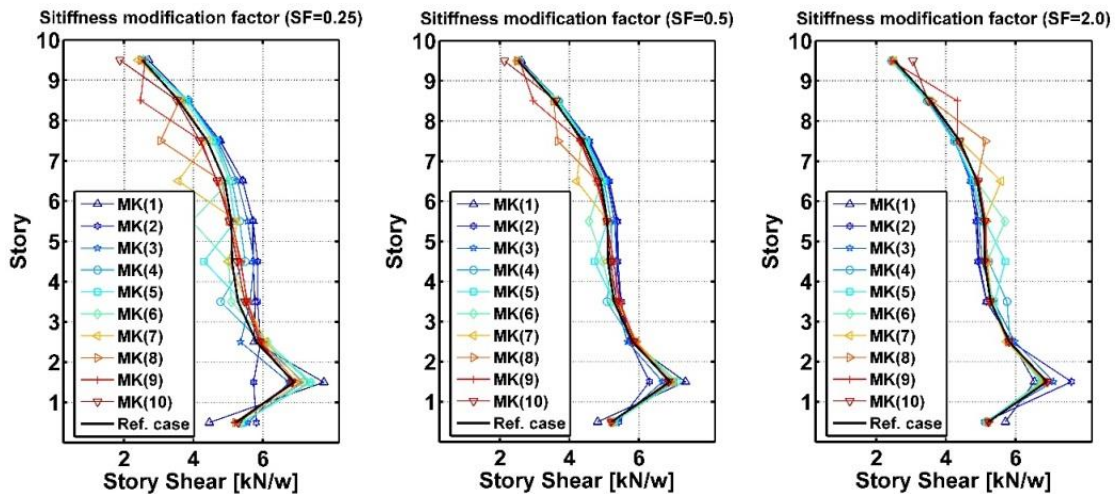 Sitiffness modification factor (SF=0.25)
10
9
8
7
6
5
4
3
2
1
Story
MK(1)
MK(2)
MK(3)
MK(4)
MK(5)
MK(6)
MK(7)
MK(8)
MK(9)
MK(10)
Ref. case
2 4 6
Story Shear [kN/w]
Sitiffness modification factor (SF=0.5)
10
9
8
7
6
5
4
3
2
1
Story
MK(1)
MK(2)
MK(3)
MK(4)
MK(5)
MK(6)
MK(7)
MK(8)
MK(9)
MK(10)
Ref. case
2 4 6
Story Shear [kN/w]
Sitiffness modification factor (SF=2.0)
10
9
8
7
6
5
4
3
2
1
Story
MK(1)
MK(2)
MK(3)
MK(4)
MK(5)
MK(6)
MK(7)
MK(8)
MK(9)
MK(10)
Ref. case
2 4 6
Story Shear [kN/w]